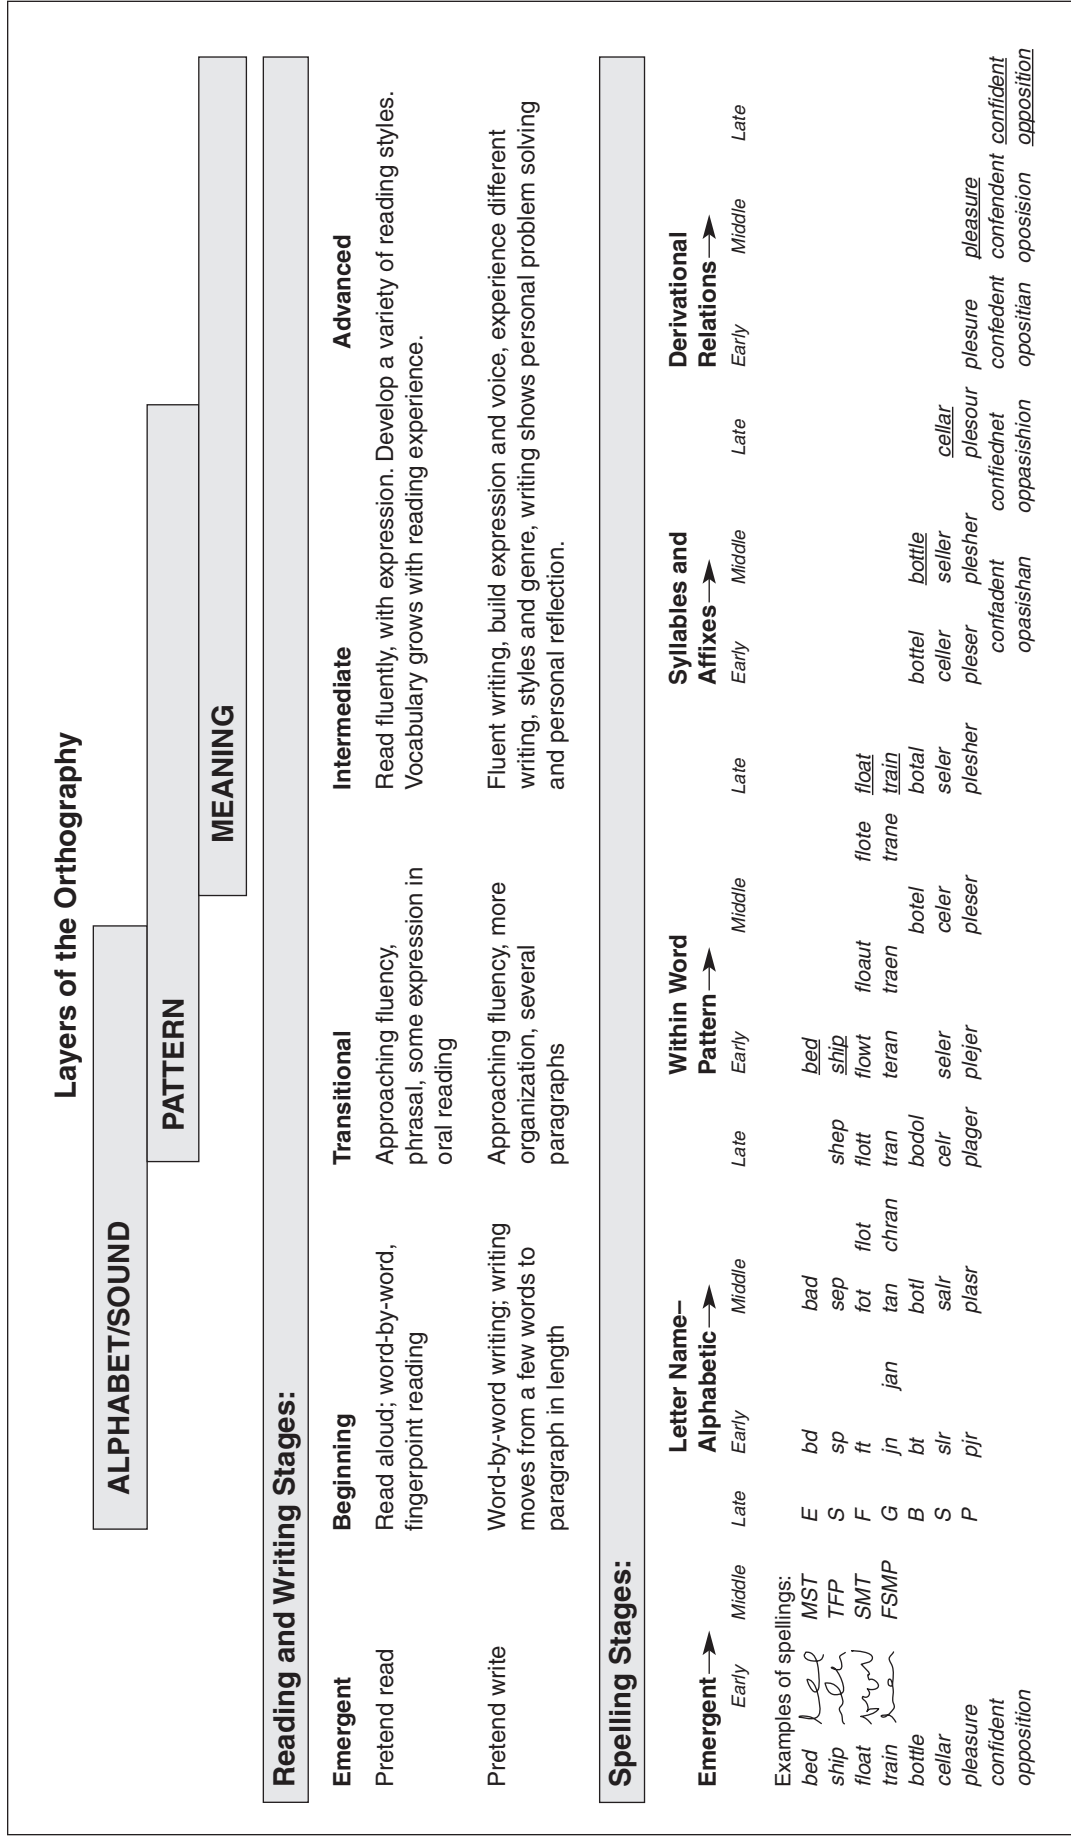 Layers of the Orthography
ALPHABET/SOUND
PATTERN
MEANING
Reading and Writing Stages:
Emergent Beginning Transitional Intermediate Advanced
Pretend read Read aloud; word-by-word, Approaching fluency, Read fluently, with expression. Develop a variety of reading styles.
fingerpoint reading phrasal, some expression in Vocabulary grows with reading experience.
oral reading
Pretend write Word-by-word writing; writing Approaching fluency, more Fluent writing, build expression and voice, experience different
moves from a few words to organization, several writing, styles and genre, writing shows personal problem solving
paragraph in length paragraphs and personal reflection.
Spelling Stages:
Letter Name– Within Word Syllables and Derivational
Emergent→ Alphabetic→ Pattern→ Affixes→ Relations→
Early Middle Late Early Middle Late Early Middle Late Early Middle Late Early Middle Late
Examples of spellings:
bed MST E bd bad bed
ship TFP S sp sep shep ship
float SMT F ft fot flot flott flowt floaut flote float
train FSMP G jn jan tan chran tran teran traen trane train
bottle B bt botl bodol botel botal bottel bottle
cellar S slr salr celr seler celer seler celler seller cellar
pleasure P pjr plasr plager plejer pleser plesher pleser plesher plesour plesure pleasure
confident confadent confiednet confedent confendent confident
opposition opasishan oppasishion opositian oposision opposition